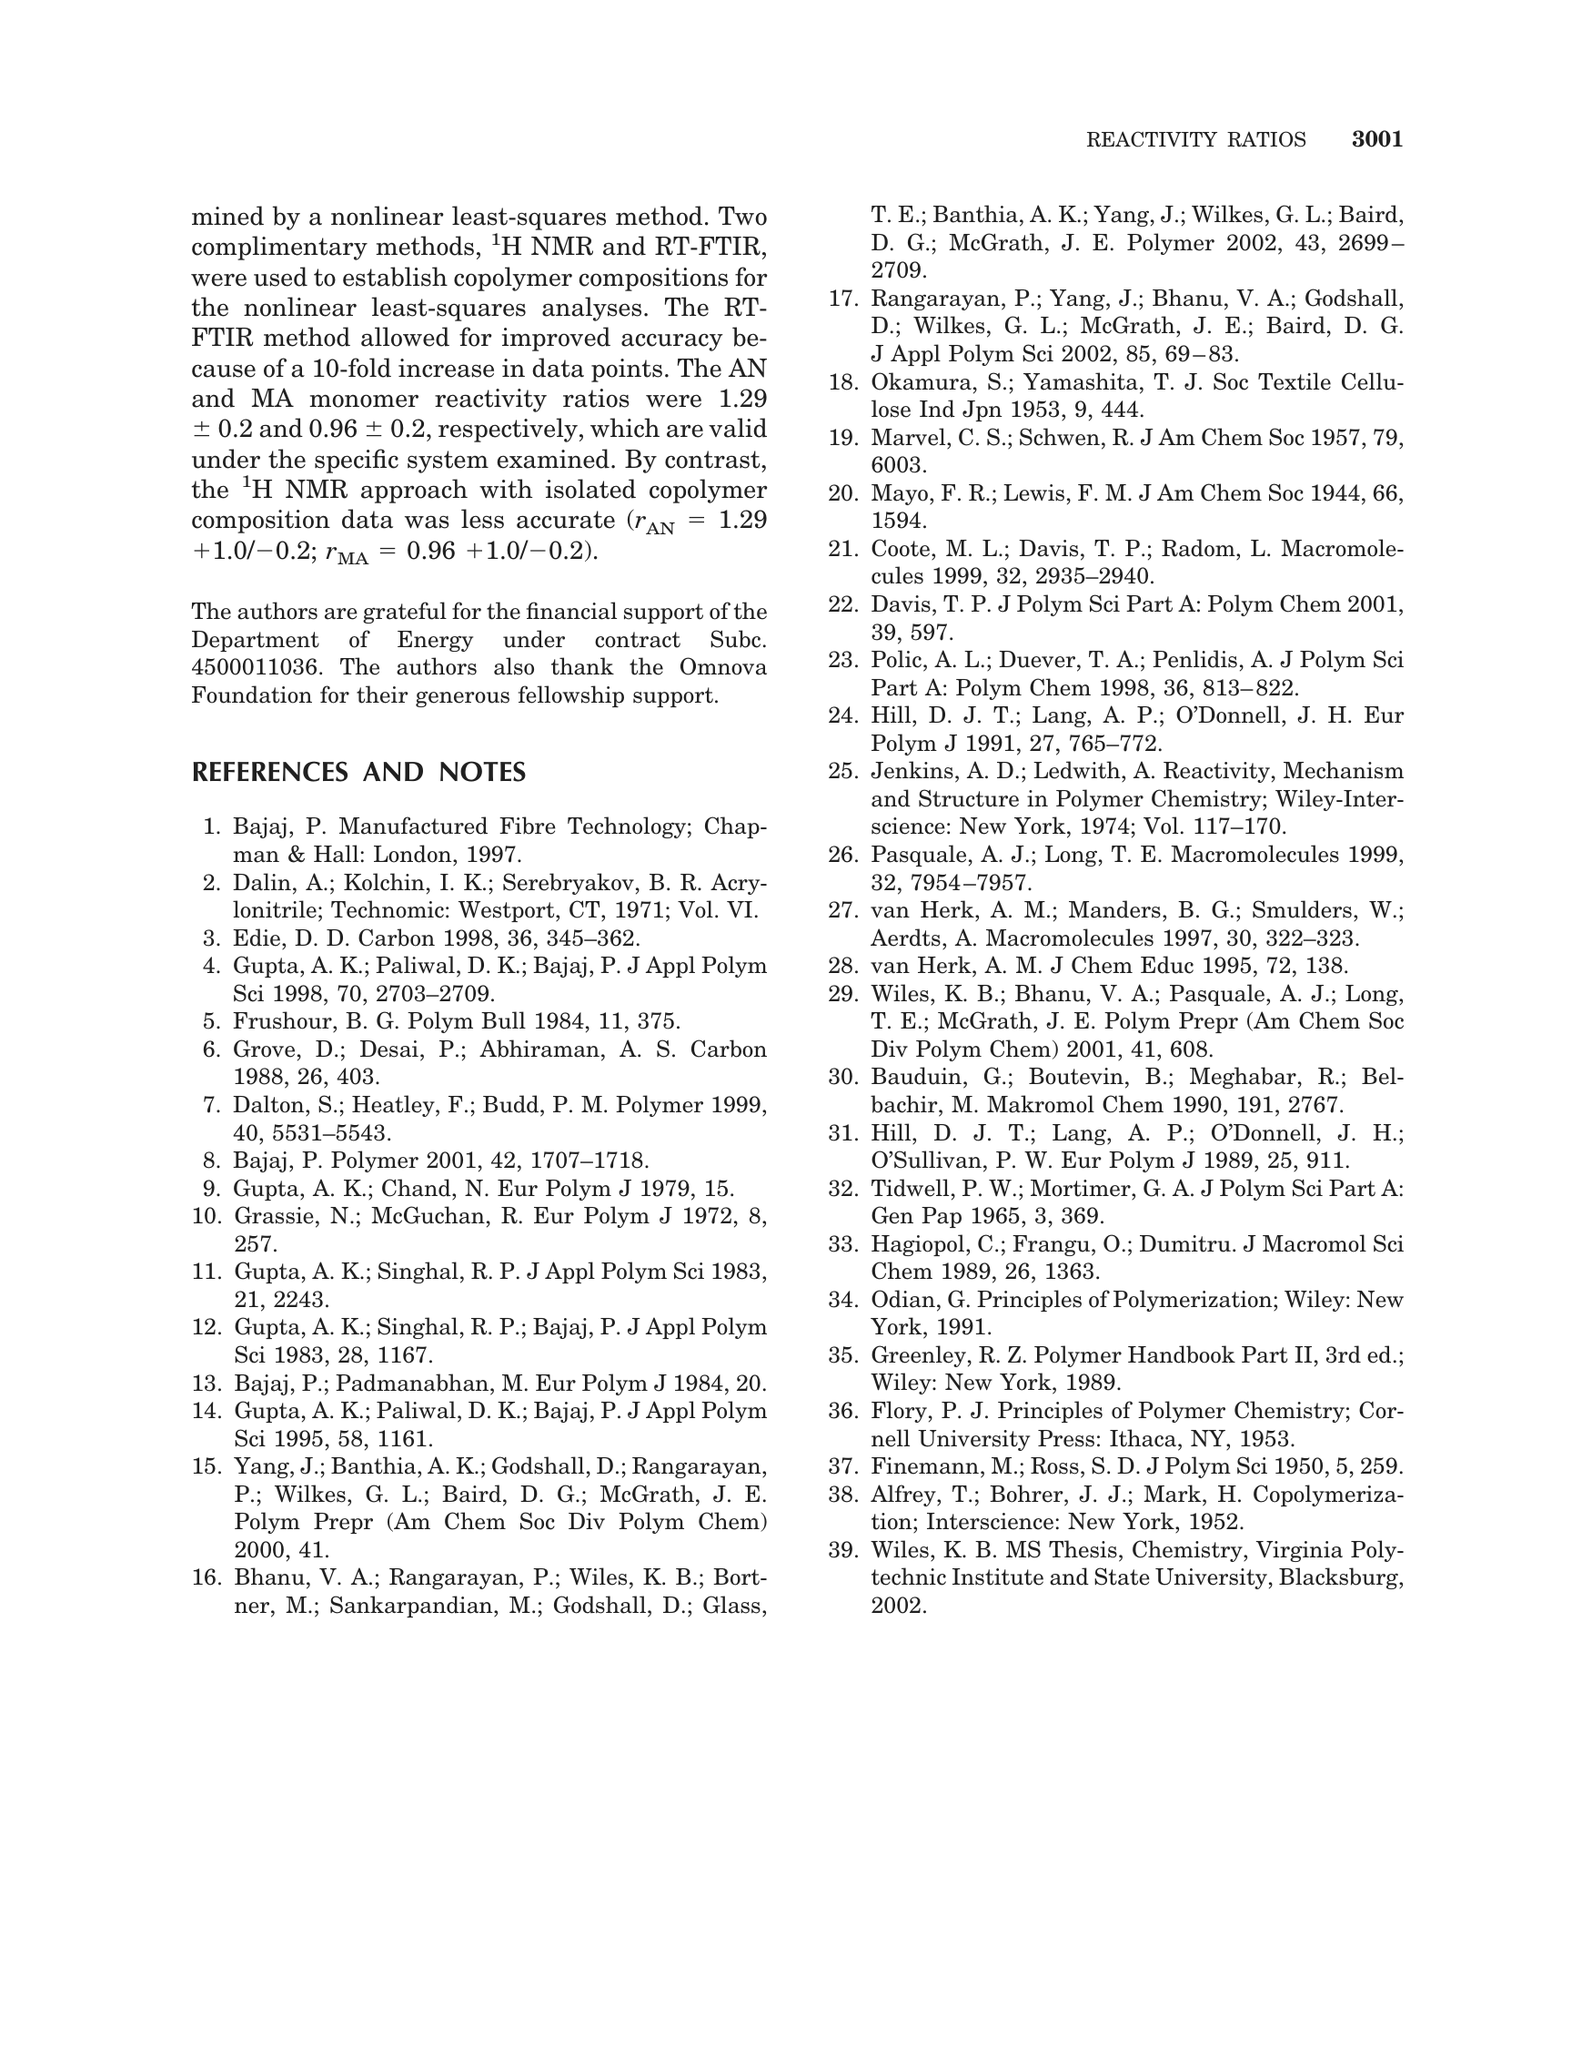 REACTIVITY RATIOS 3001
mined by a nonlinear least-squares method. Two
complimentary methods, ¹H NMR and RT-FTIR,
were used to establish copolymer compositions for
the nonlinear least-squares analyses. The RT-
FTIR method allowed for improved accuracy be-
cause of a 10-fold increase in data points. The AN
and MA monomer reactivity ratios were 1.29
± 0.2 and 0.96 ± 0.2, respectively, which are valid
under the specific system examined. By contrast,
the ¹H NMR approach with isolated copolymer
composition data was less accurate (rAN = 1.29
+1.0/−0.2; rMA = 0.96 +1.0/−0.2).
The authors are grateful for the financial support of the
Department of Energy under contract Subc.
4500011036. The authors also thank the Omnova
Foundation for their generous fellowship support.
REFERENCES AND NOTES
1. Bajaj, P. Manufactured Fibre Technology; Chap-
man & Hall: London, 1997.
2. Dalin, A.; Kolchin, I. K.; Serebryakov, B. R. Acry-
lonitrile; Technomic: Westport, CT, 1971; Vol. VI.
3. Edie, D. D. Carbon 1998, 36, 345–362.
4. Gupta, A. K.; Paliwal, D. K.; Bajaj, P. J Appl Polym
Sci 1998, 70, 2703–2709.
5. Frushour, B. G. Polym Bull 1984, 11, 375.
6. Grove, D.; Desai, P.; Abhiraman, A. S. Carbon
1988, 26, 403.
7. Dalton, S.; Heatley, F.; Budd, P. M. Polymer 1999,
40, 5531–5543.
8. Bajaj, P. Polymer 2001, 42, 1707–1718.
9. Gupta, A. K.; Chand, N. Eur Polym J 1979, 15.
10. Grassie, N.; McGuchan, R. Eur Polym J 1972, 8,
257.
11. Gupta, A. K.; Singhal, R. P. J Appl Polym Sci 1983,
21, 2243.
12. Gupta, A. K.; Singhal, R. P.; Bajaj, P. J Appl Polym
Sci 1983, 28, 1167.
13. Bajaj, P.; Padmanabhan, M. Eur Polym J 1984, 20.
14. Gupta, A. K.; Paliwal, D. K.; Bajaj, P. J Appl Polym
Sci 1995, 58, 1161.
15. Yang, J.; Banthia, A. K.; Godshall, D.; Rangarayan,
P.; Wilkes, G. L.; Baird, D. G.; McGrath, J. E.
Polym Prepr (Am Chem Soc Div Polym Chem)
2000, 41.
16. Bhanu, V. A.; Rangarayan, P.; Wiles, K. B.; Bort-
ner, M.; Sankarpandian, M.; Godshall, D.; Glass,
T. E.; Banthia, A. K.; Yang, J.; Wilkes, G. L.; Baird,
D. G.; McGrath, J. E. Polymer 2002, 43, 2699–
2709.
17. Rangarayan, P.; Yang, J.; Bhanu, V. A.; Godshall,
D.; Wilkes, G. L.; McGrath, J. E.; Baird, D. G.
J Appl Polym Sci 2002, 85, 69–83.
18. Okamura, S.; Yamashita, T. J. Soc Textile Cellu-
lose Ind Jpn 1953, 9, 444.
19. Marvel, C. S.; Schwen, R. J Am Chem Soc 1957, 79,
6003.
20. Mayo, F. R.; Lewis, F. M. J Am Chem Soc 1944, 66,
1594.
21. Coote, M. L.; Davis, T. P.; Radom, L. Macromole-
cules 1999, 32, 2935–2940.
22. Davis, T. P. J Polym Sci Part A: Polym Chem 2001,
39, 597.
23. Polic, A. L.; Duever, T. A.; Penlidis, A. J Polym Sci
Part A: Polym Chem 1998, 36, 813–822.
24. Hill, D. J. T.; Lang, A. P.; O’Donnell, J. H. Eur
Polym J 1991, 27, 765–772.
25. Jenkins, A. D.; Ledwith, A. Reactivity, Mechanism
and Structure in Polymer Chemistry; Wiley-Inter-
science: New York, 1974; Vol. 117–170.
26. Pasquale, A. J.; Long, T. E. Macromolecules 1999,
32, 7954–7957.
27. van Herk, A. M.; Manders, B. G.; Smulders, W.;
Aerdts, A. Macromolecules 1997, 30, 322–323.
28. van Herk, A. M. J Chem Educ 1995, 72, 138.
29. Wiles, K. B.; Bhanu, V. A.; Pasquale, A. J.; Long,
T. E.; McGrath, J. E. Polym Prepr (Am Chem Soc
Div Polym Chem) 2001, 41, 608.
30. Bauduin, G.; Boutevin, B.; Meghabar, R.; Bel-
bachir, M. Makromol Chem 1990, 191, 2767.
31. Hill, D. J. T.; Lang, A. P.; O’Donnell, J. H.;
O’Sullivan, P. W. Eur Polym J 1989, 25, 911.
32. Tidwell, P. W.; Mortimer, G. A. J Polym Sci Part A:
Gen Pap 1965, 3, 369.
33. Hagiopol, C.; Frangu, O.; Dumitru. J Macromol Sci
Chem 1989, 26, 1363.
34. Odian, G. Principles of Polymerization; Wiley: New
York, 1991.
35. Greenley, R. Z. Polymer Handbook Part II, 3rd ed.;
Wiley: New York, 1989.
36. Flory, P. J. Principles of Polymer Chemistry; Cor-
nell University Press: Ithaca, NY, 1953.
37. Finemann, M.; Ross, S. D. J Polym Sci 1950, 5, 259.
38. Alfrey, T.; Bohrer, J. J.; Mark, H. Copolymeriza-
tion; Interscience: New York, 1952.
39. Wiles, K. B. MS Thesis, Chemistry, Virginia Poly-
technic Institute and State University, Blacksburg,
2002.